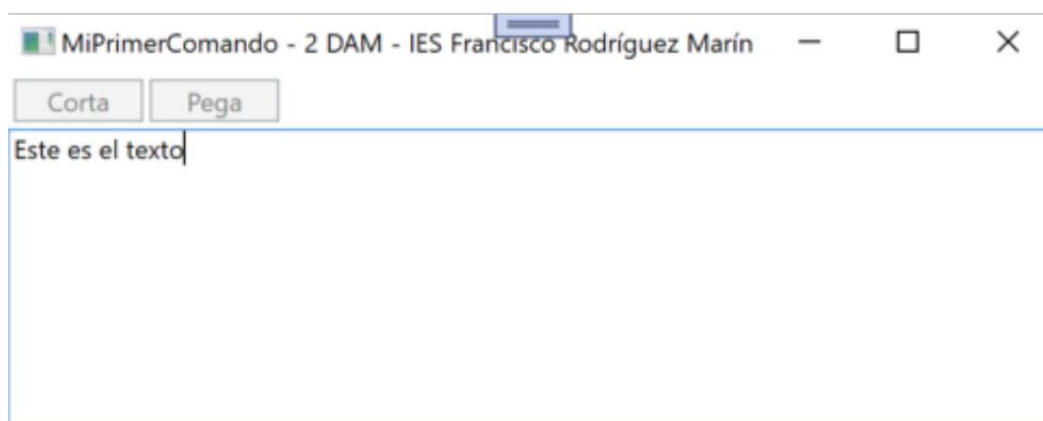 MiPrimerComando - 2 DAM - IES Francisco Rodríguez Marín
Corta Pega
Este es el texto